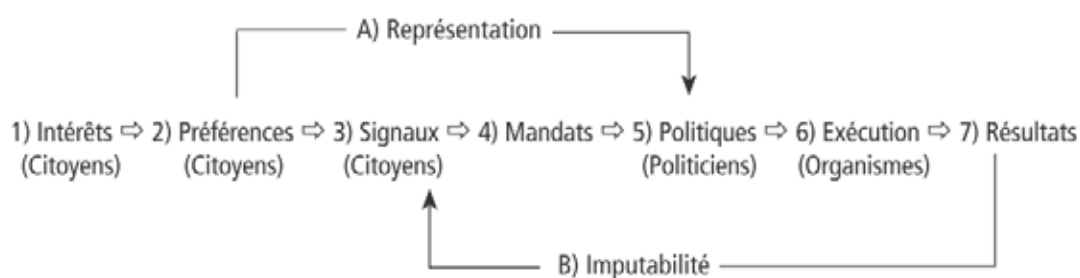 A) Représentation
1) Intérêts ⇨ 2) Préférences ⇨ 3) Signaux ⇨ 4) Mandats ⇨ 5) Politiques ⇨ 6) Exécution ⇨ 7) Résultats
(Citoyens) (Citoyens) (Citoyens) (Politiciens) (Organismes)
B) Imputabilité